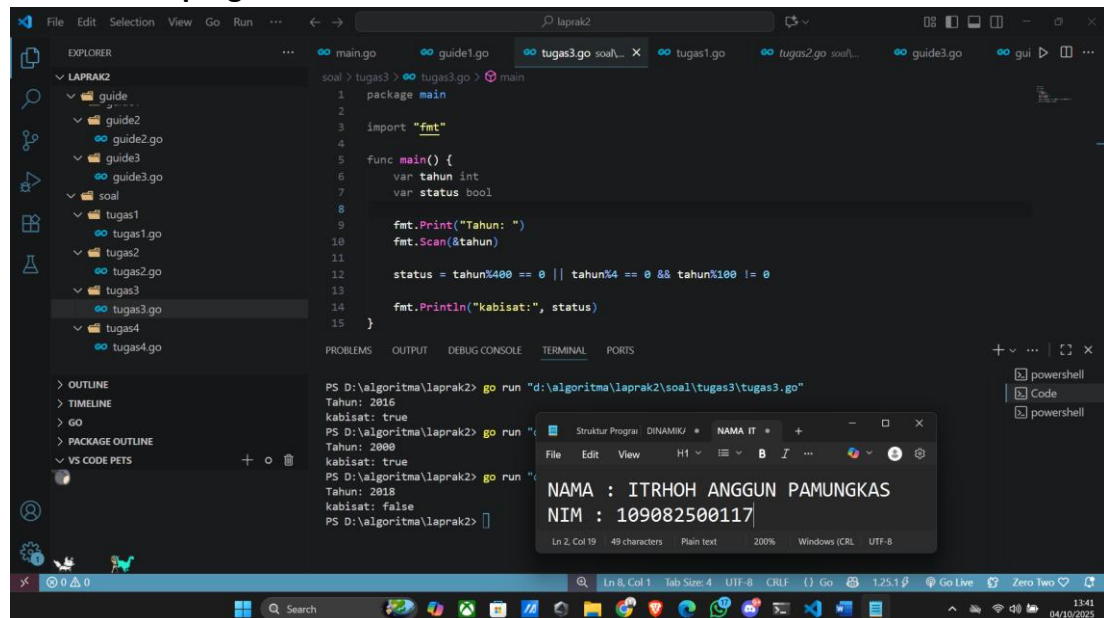 File Edit Selection View Go Run ... laprak2
EXPLORER ...
main.go guide1.go tugas3.go soal\... tugas1.go tugas2.go soal\... guide3.go gui
LAPRAK2
soal > tugas3 > tugas3.go > main
guide
guide2
guide2.go
guide3
guide3.go
soal
tugas1
tugas1.go
tugas2
tugas2.go
tugas3
tugas3.go
tugas4
tugas4.go
OUTLINE
TIMELINE
GO
PACKAGE OUTLINE
VS CODE PETS
1 package main
2
3 import "fmt"
4
5 func main() {
6 var tahun int
7 var status bool
8
9 fmt.Print("Tahun: ")
10 fmt.Scan(&tahun)
11
12 status = tahun%400 == 0 || tahun%4 == 0 && tahun%100 != 0
13
14 fmt.Println("kabisat:", status)
15 }
PROBLEMS OUTPUT DEBUG CONSOLE TERMINAL PORTS
PS D:\algoritma\laprak2> go run "d:\algoritma\laprak2\soal\tugas3\tugas3.go"
Tahun: 2016
kabisat: true
PS D:\algoritma\laprak2> go run "
Tahun: 2000
kabisat: true
PS D:\algoritma\laprak2> go run "
Tahun: 2018
kabisat: false
PS D:\algoritma\laprak2>
powershell
Code
powershell
Struktur Prograi DINAMIK/ NAMA IT
File Edit View H1 B I ...
NAMA : ITRHOH ANGGUN PAMUNGKAS
NIM : 109082500117
Ln 2, Col 19 49 characters Plain text 200% Windows (CRL UTF-8
0 0 Ln 8, Col 1 Tab Size: 4 UTF-8 CRLF {} Go 1.25.1 Go Live Zero Two
Search
13:41
04/10/2025